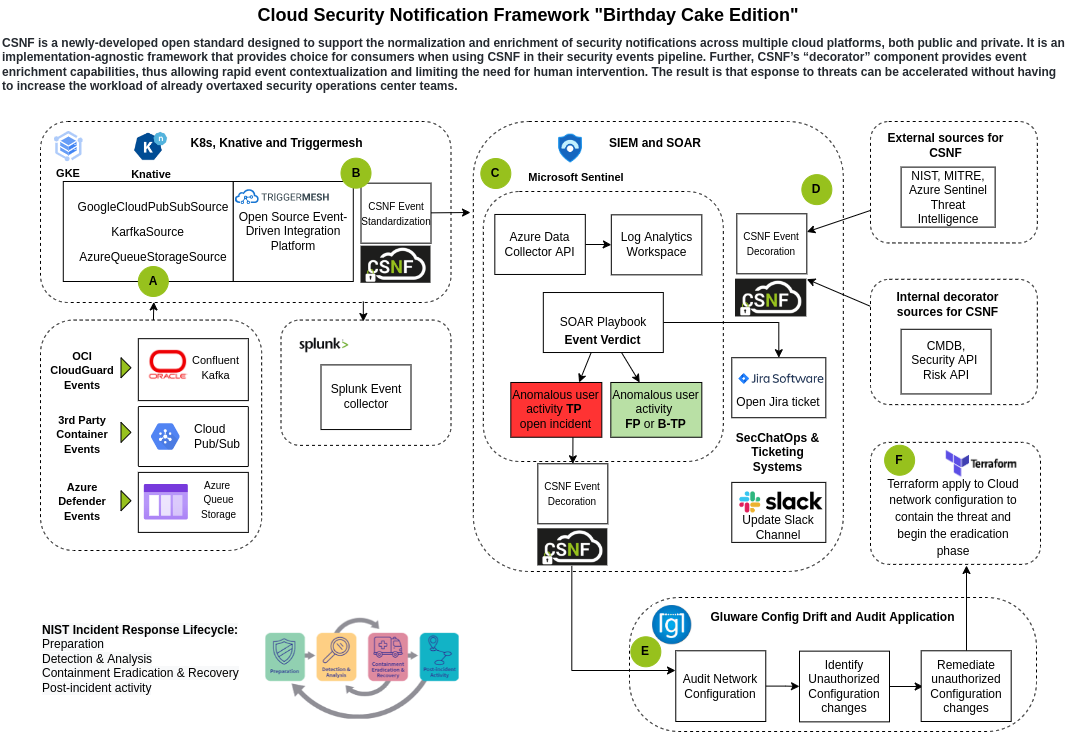 Cloud Security Notification Framework "Birthday Cake Edition"
CSNF is a newly-developed open standard designed to support the normalization and enrichment of security notifications across multiple cloud platforms, both public and private. It is an
implementation-agnostic framework that provides choice for consumers when using CSNF in their security events pipeline. Further, CSNF's “decorator” component provides event
enrichment capabilities, thus allowing rapid event contextualization and limiting the need for human intervention. The result is that esponse to threats can be accelerated without having
to increase the workload of already overtaxed security operations center teams.
GKE
K
n
Knative
K8s, Knative and Triggermesh
GoogleCloudPubSubSource
KarfkaSource
AzureQueueStorageSource
A
TRIGGERMESH
Open Source Event-
Driven Integration
Platform
B
CSNF Event
Standardization
CSNF
OCI
CloudGuard
Events
ORACLE
Confluent
Kafka
3rd Party
Container
Events
Cloud
Pub/Sub
Azure
Defender
Events
Azure
Queue
Storage
splunk>
Splunk Event
collector
SIEM and SOAR
Microsoft Sentinel
C
Azure Data
Collector API
Log Analytics
Workspace
SOAR Playbook
Event Verdict
Anomalous user
activity TP
open incident
Anomalous user
activity
FP or B-TP
CSNF Event
Decoration
CSNF
D
CSNF Event
Decoration
CSNF
Jira Software
Open Jira ticket
SecChatOps &
Ticketing
Systems
slack
Update Slack
Channel
External sources for
CSNF
NIST, MITRE,
Azure Sentinel
Threat
Intelligence
Internal decorator
sources for CSNF
CMDB,
Security API
Risk API
F
Terraform
Terraform apply to Cloud
network configuration to
contain the threat and
begin the eradication
phase
E
[g]
Gluware Config Drift and Audit Application
Audit Network
Configuration
Identify
Unauthorized
Configuration
changes
Remediate
unauthorized
Configuration
changes
NIST Incident Response Lifecycle:
Preparation
Detection & Analysis
Containment Eradication & Recovery
Post-incident activity
Preparation
Detection &
Analysis
Containment
Eradication &
Recovery
Post-Incident
Activity